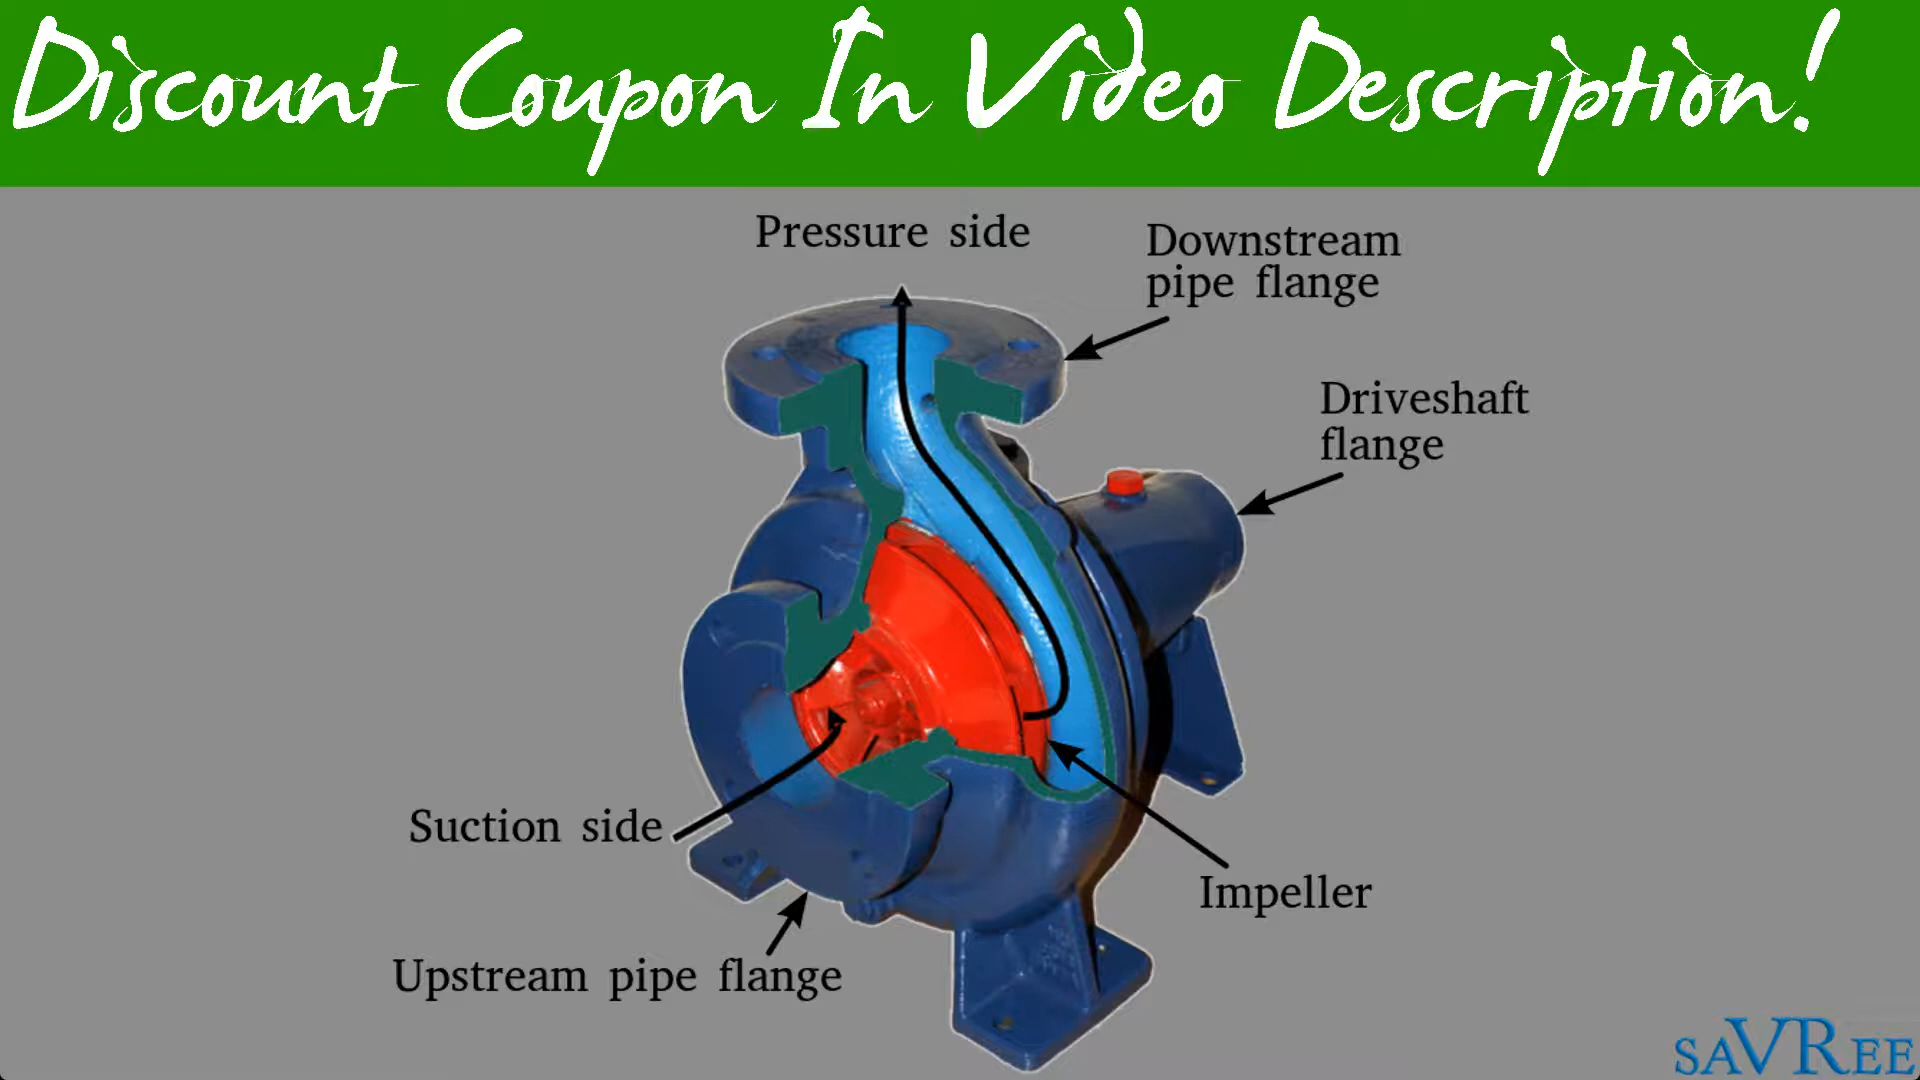 Discount Coupon In Video Description!
Pressure side
Downstream
pipe flange
Driveshaft
flange
Suction side
Impeller
Upstream pipe flange
saVRee